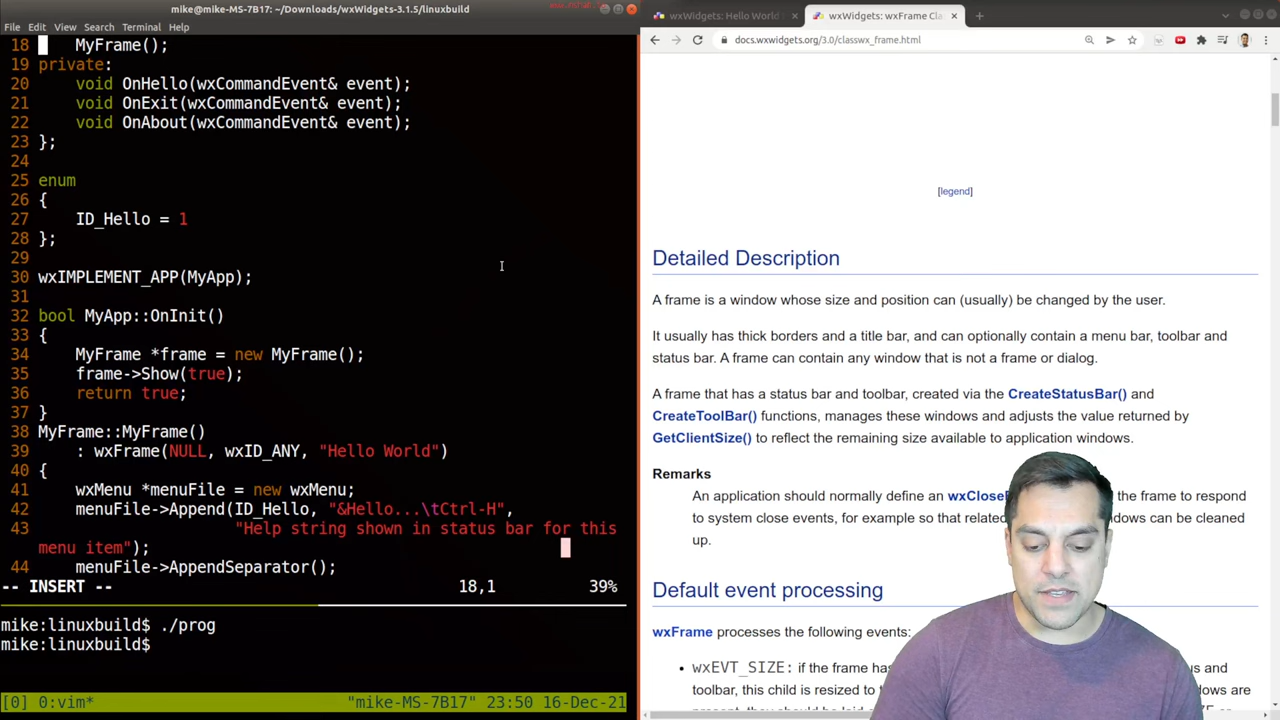 mike@mike-MS-7B17: ~/Downloads/wxWidgets-3.1.5/linuxbuild
File Edit View Search Terminal Help
18 MyFrame();
19 private:
20 void OnHello(wxCommandEvent& event);
21 void OnExit(wxCommandEvent& event);
22 void OnAbout(wxCommandEvent& event);
23 };
24
25 enum
26 {
27 ID_Hello = 1
28 };
29
30 wxIMPLEMENT_APP(MyApp);
31
32 bool MyApp::OnInit()
33 {
34 MyFrame *frame = new MyFrame();
35 frame->Show(true);
36 return true;
37 }
38 MyFrame::MyFrame()
39 : wxFrame(NULL, wxID_ANY, "Hello World")
40 {
41 wxMenu *menuFile = new wxMenu;
42 menuFile->Append(ID_Hello, "&Hello...\tCtrl-H",
43 "Help string shown in status bar for this
menu item");
44 menuFile->AppendSeparator();
-- INSERT -- 18,1 39%
mike:linuxbuild$ ./prog
mike:linuxbuild$
[0] 0:vim* "mike-MS-7B17" 23:50 16-Dec-21
wxWidgets: Hello World
wxWidgets: wxFrame Cla
docs.wxwidgets.org/3.0/classwx_frame.html
[legend]
Detailed Description
A frame is a window whose size and position can (usually) be changed by the user.
It usually has thick borders and a title bar, and can optionally contain a menu bar, toolbar and
status bar. A frame can contain any window that is not a frame or dialog.
A frame that has a status bar and toolbar, created via the CreateStatusBar() and
CreateToolBar() functions, manages these windows and adjusts the value returned by
GetClientSize() to reflect the remaining size available to application windows.
Remarks
An application should normally define an the frame to respond
to system close events, for example so that related windows can be cleaned
up.
Default event processing
wxFrame processes the following events:
wxEVT_SIZE: if the frame has and
toolbar, this child is resized to are